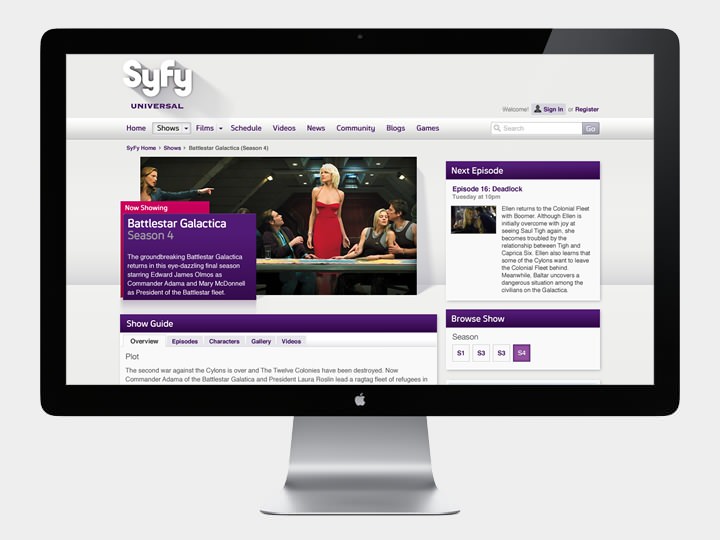 Syfy
UNIVERSAL
Welcome! Sign In or Register
Home Shows Films Schedule Videos News Community Blogs Games
Search Go
SyFy Home Shows Battlestar Galactica (Season 4)
Now Showing
Battlestar Galactica
Season 4
The groundbreaking Battlestar Galactica
returns in this eye-dazzling final season
starring Edward James Olmos as
Commander Adama and Mary McDonnell
as President of the Battlestar fleet.
Next Episode
Episode 16: Deadlock
Tuesday at 10pm
Ellen returns to the Colonial Fleet
with Boomer. Although Ellen is
initially overcome with joy at
seeing Saul Tigh again, she
becomes troubled by the
relationship between Tigh and
Caprica Six. Ellen also learns that
some of the Cylons want to leave
the Colonial Fleet behind.
Meanwhile, Baltar uncovers a
dangerous situation among the
civilians on the Galactica.
Browse Show
Season
S1 S3 S3 S4
Show Guide
Overview Episodes Characters Gallery Videos
Plot
The second war against the Cylons is over and The Twelve Colonies have been destroyed. Now
Commander Adama of the Battlestar Galatica and President Laura Roslin lead a ragtag fleet of refugees in